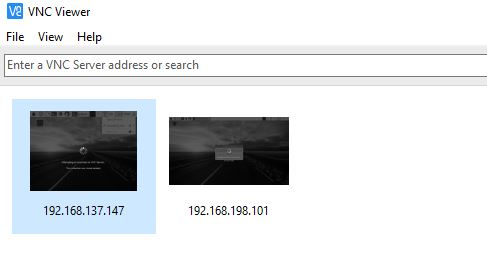 VNC Viewer
File View Help
Enter a VNC Server address or search
192.168.137.147 192.168.198.101